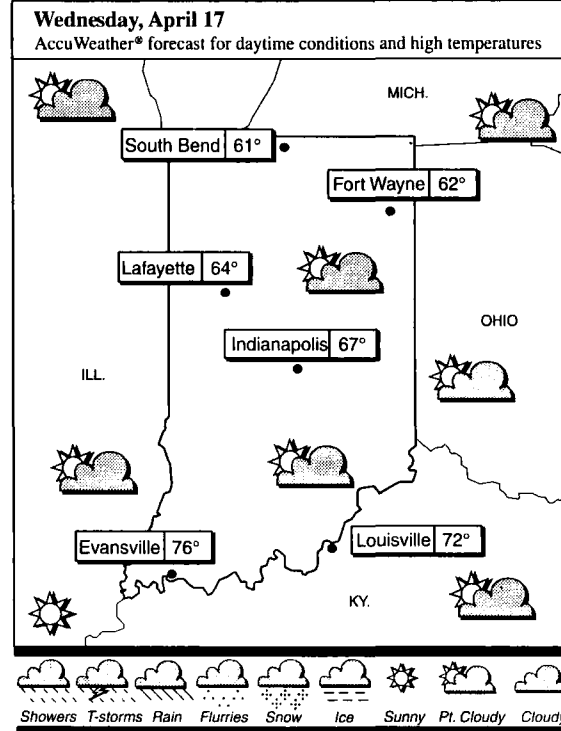 Wednesday, April 17
AccuWeather® forecast for daytime conditions and high temperatures
MICH.
South Bend 61°
Fort Wayne 62°
Lafayette 64°
OHIO
Indianapolis 67°
ILL.
Evansville 76°
Louisville 72°
KY.
Showers T-storms Rain Flurries Snow Ice Sunny Pt. Cloudy Cloudy